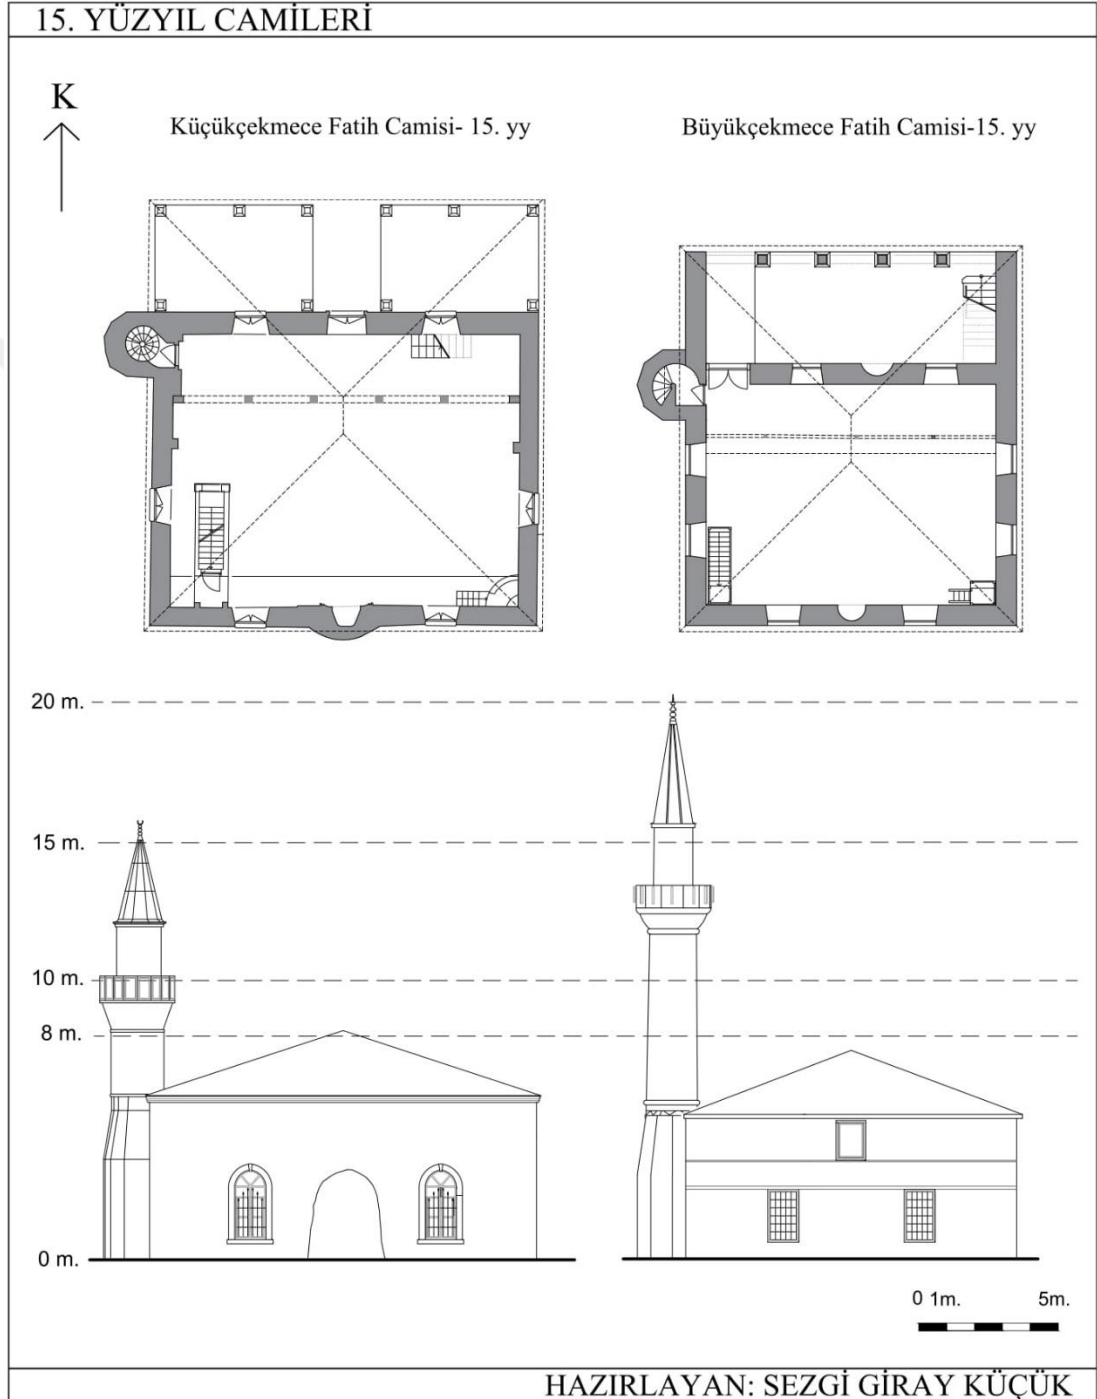 15. YÜZYIL CAMİLERİ
K
Küçükçekmece Fatih Camisi- 15. yy
Büyükçekmece Fatih Camisi-15. yy
20 m.
15 m.
10 m.
8 m.
0 m.
0 1m. 5m.
HAZIRLAYAN: SEZGİ GİRAY KÜÇÜK